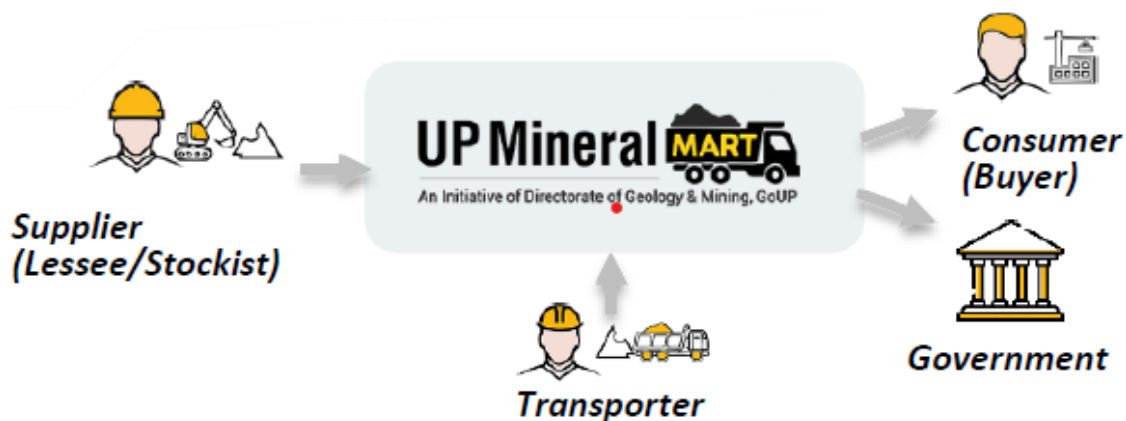 UP Mineral MART
An Initiative of Directorate of Geology & Mining, GoUP
Supplier
(Lessee/Stockist)
Transporter
Consumer
(Buyer)
Government